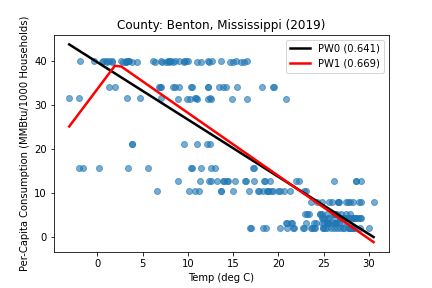 County: Benton, Mississippi (2019)
PW0 (0.641)
PW1 (0.669)
Per-Capita Consumption (MMBtu/1000 Households)
40
30
20
10
0
0 5 10 15 20 25 30
Temp (deg C)